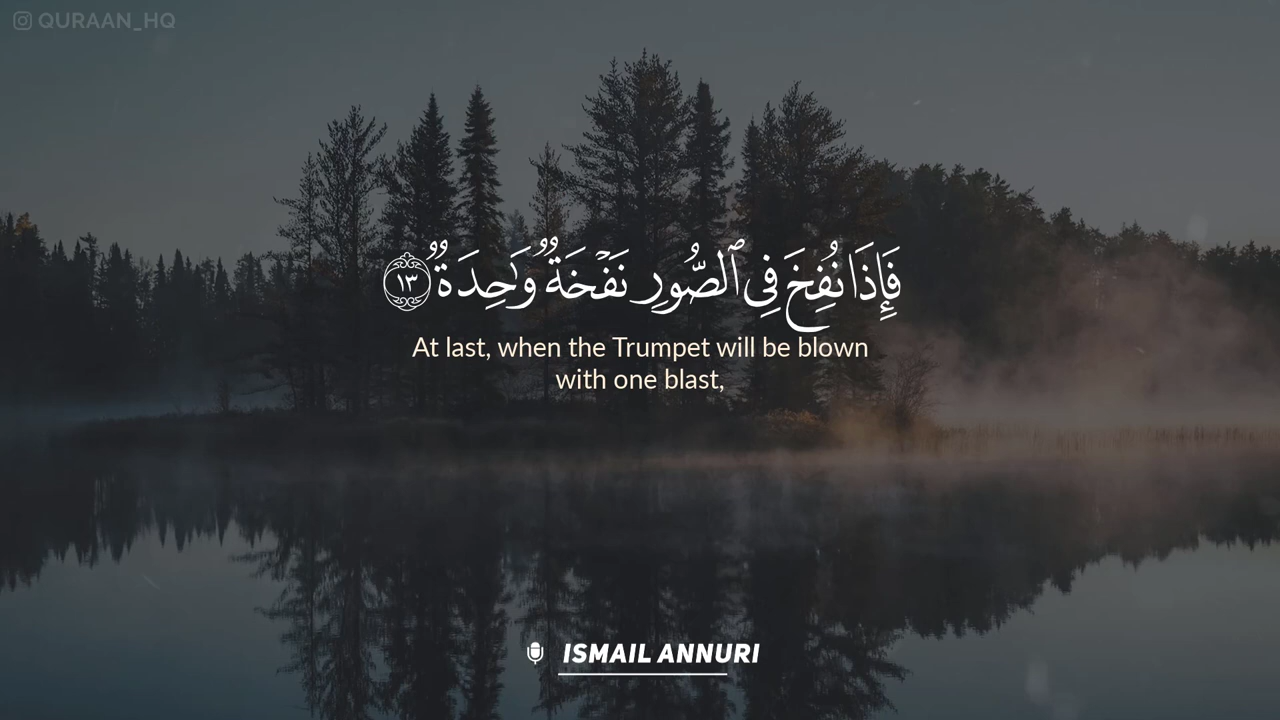 QURAAN_HQ
فَإِذَا نُفِخَ فِى ٱلصُّورِ نَفْخَةٌ وَٰحِدَةٌ ١٣
At last, when the Trumpet will be blown
with one blast,
ISMAIL ANNURI